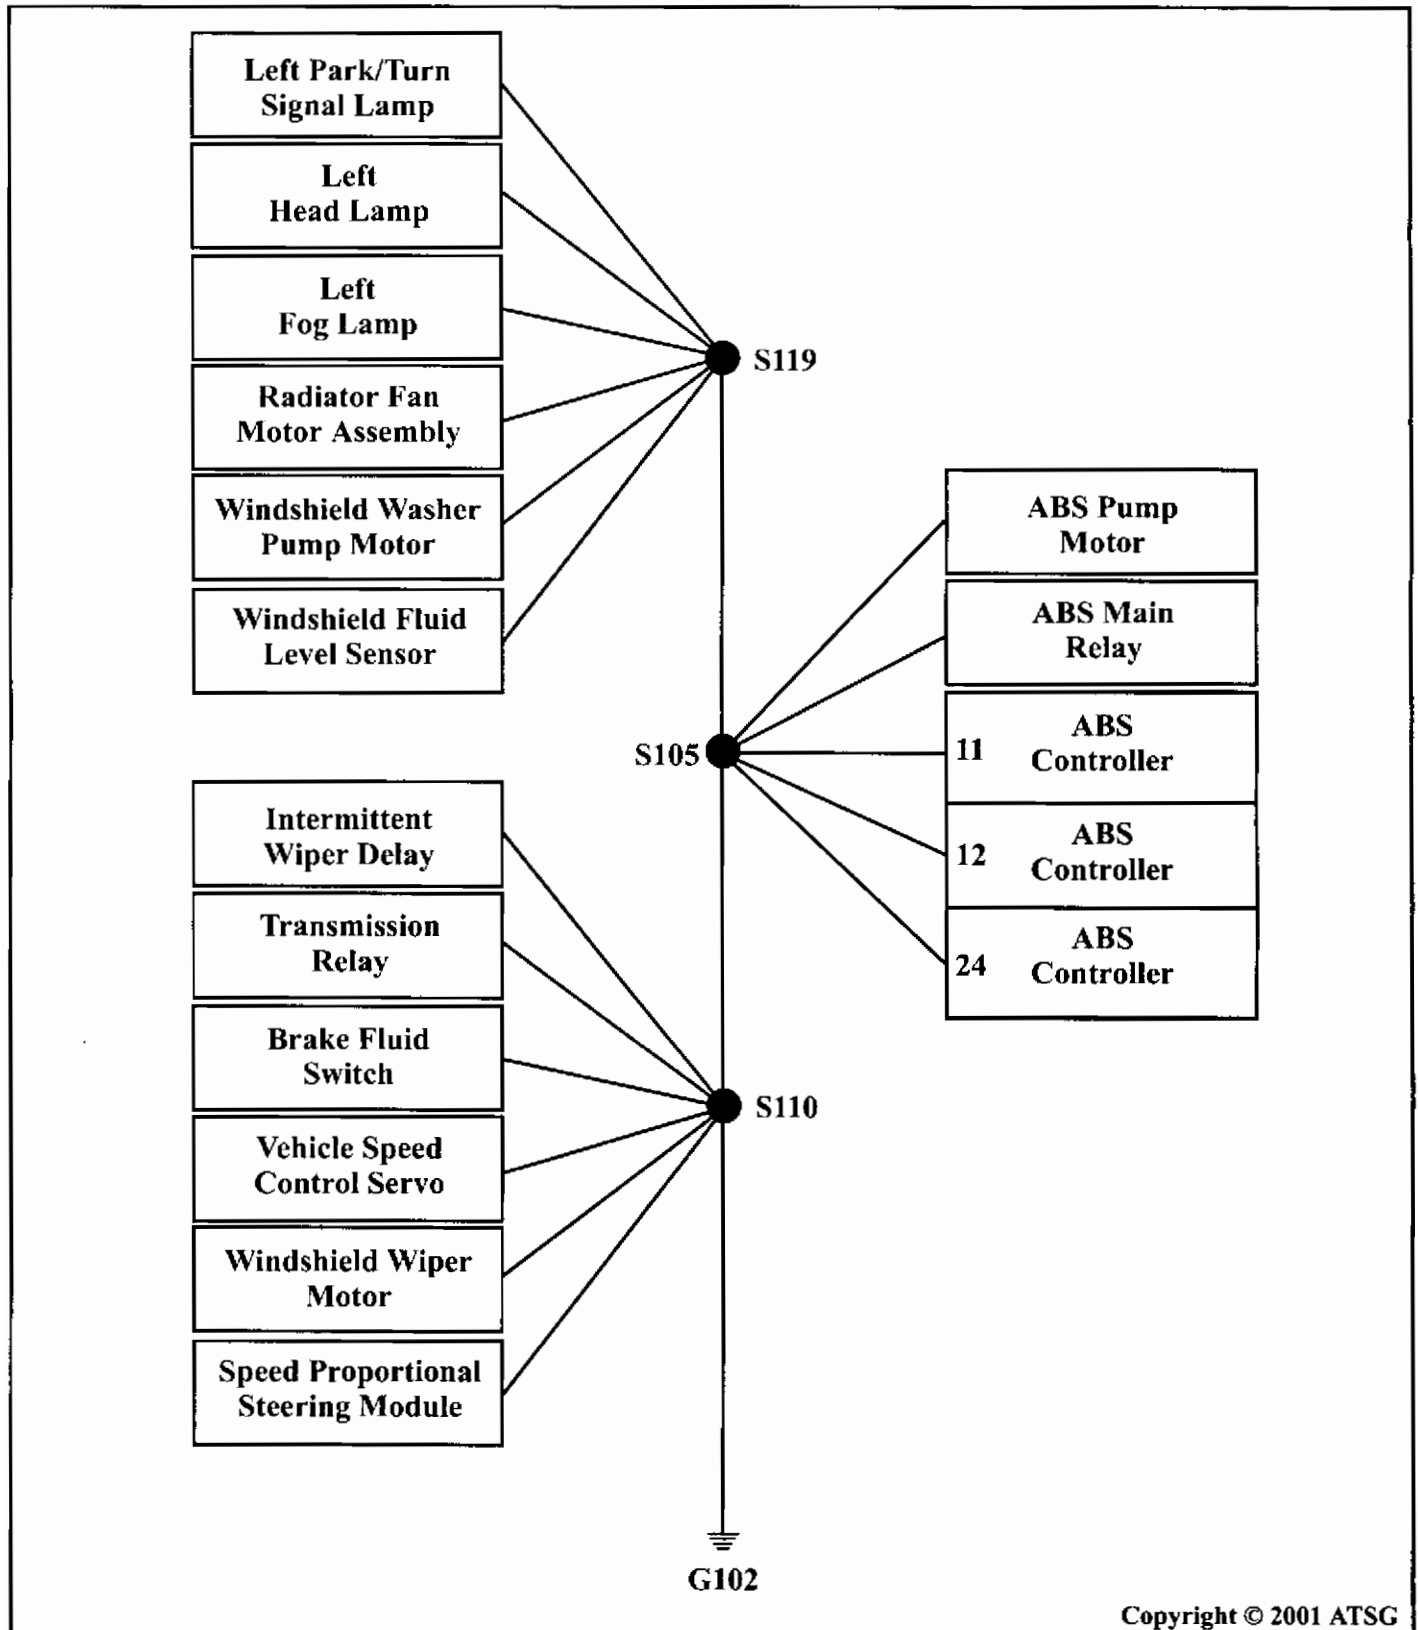 Left Park/Turn
Signal Lamp
Left
Head Lamp
Left
Fog Lamp
Radiator Fan
Motor Assembly
Windshield Washer
Pump Motor
Windshield Fluid
Level Sensor
S119
ABS Pump
Motor
ABS Main
Relay
S105
11
ABS
Controller
12
ABS
Controller
24
ABS
Controller
Intermittent
Wiper Delay
Transmission
Relay
Brake Fluid
Switch
Vehicle Speed
Control Servo
Windshield Wiper
Motor
Speed Proportional
Steering Module
S110
G102
Copyright © 2001 ATSG